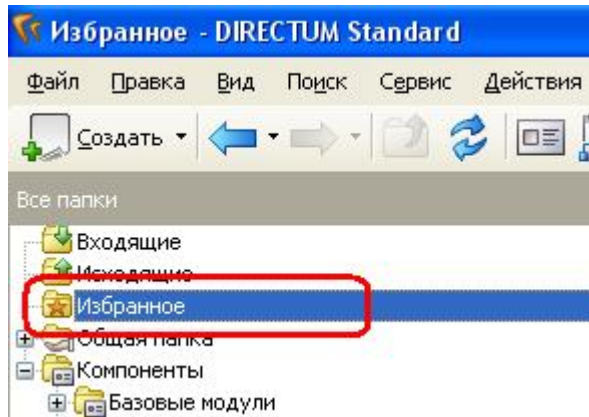 Избранное - DIRECTUM Standard
Файл Правка Вид Поиск Сервис Действия
Создать
Все папки
Входящие
Исходящие
Избранное
Общая папка
Компоненты
Базовые модули